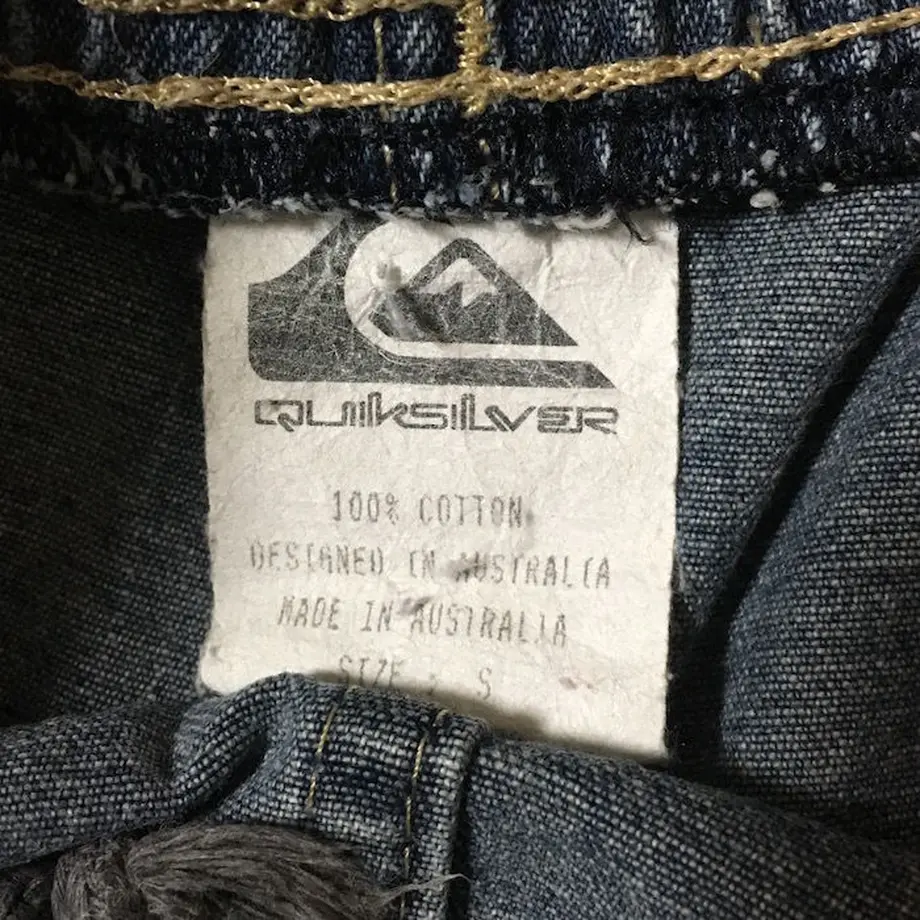 QUIKSILVER
100% COTTON
DESIGNED IN AUSTRALIA
MADE IN AUSTRALIA
SIZE : S